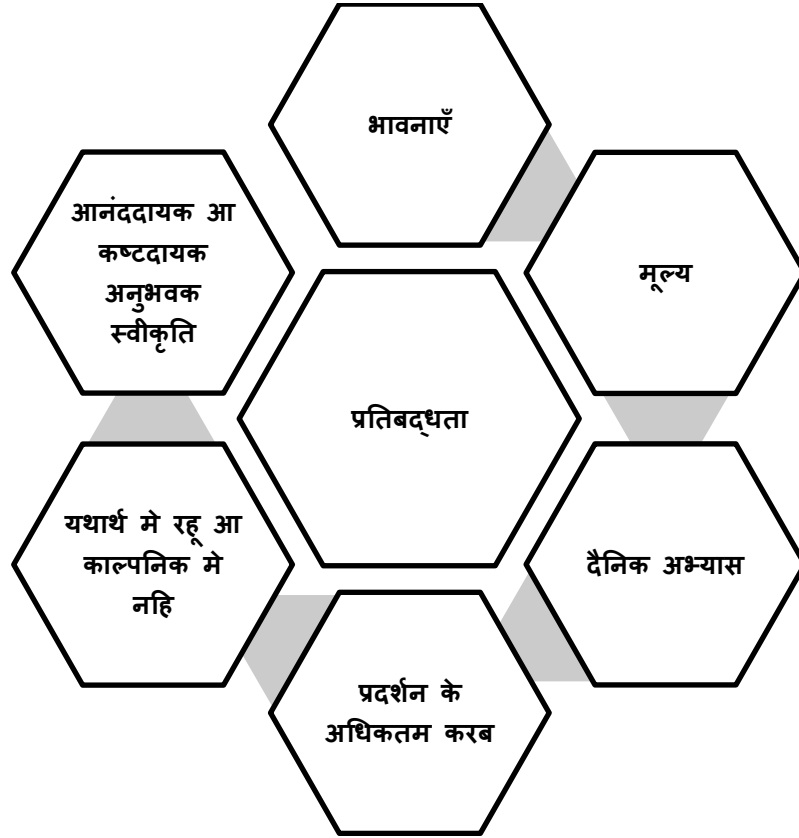 भावनाएँ
मूल्य
दैनिक अभ्यास
प्रदर्शन के
अधिकतम करब
यथार्थ मे रहू आ
काल्पनिक मे
नहि
आनंददायक आ
कष्टदायक
अनुभवक
स्वीकृति
प्रतिबद्धता